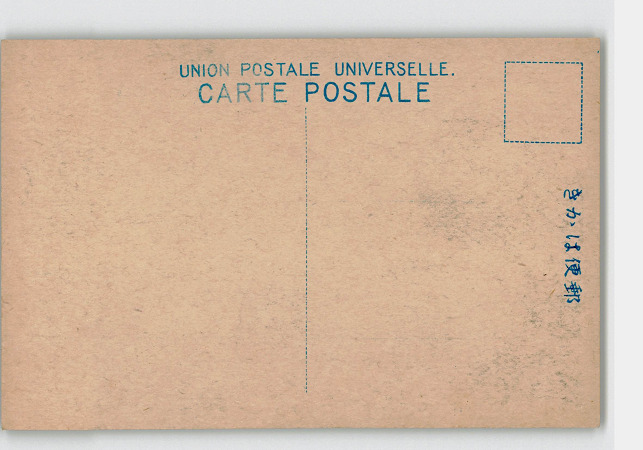 UNION POSTALE UNIVERSELLE.
CARTE POSTALE
きかは便郵